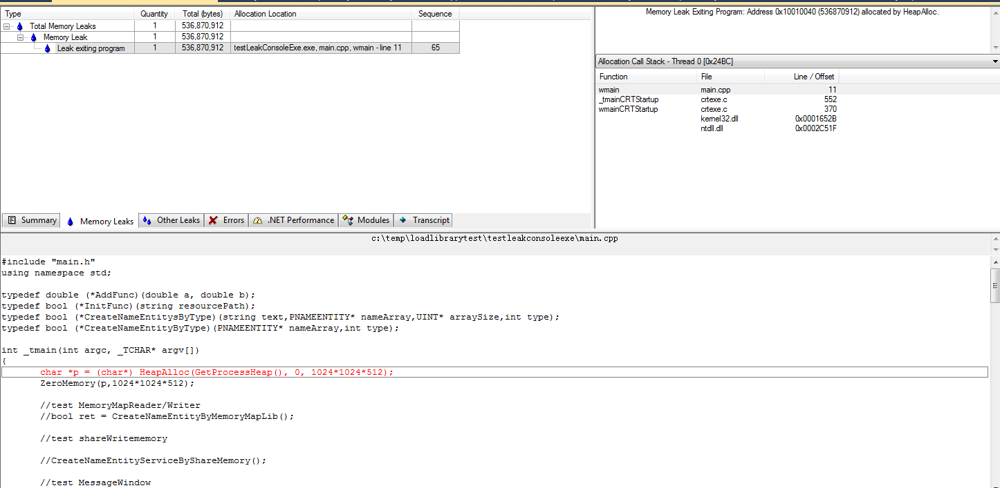 Type Quantity Total (bytes) Allocation Location Sequence
Total Memory Leaks 1 536,870,912
Memory Leak 1 536,870,912
Leak exiting program 1 536,870,912 testLeakConsoleExe.exe, main.cpp, wmain - line 11 65
Summary Memory Leaks Other Leaks Errors .NET Performance Modules Transcript
Memory Leak Exiting Program: Address 0x10010040 (536870912) allocated by HeapAlloc.
Allocation Call Stack - Thread 0 [0x24BC]
Function File Line / Offset
wmain main.cpp 11
_tmainCRTStartup crtexe.c 552
wmainCRTStartup crtexe.c 370
kernel32.dll 0x0001652B
ntdll.dll 0x0002C51F
c:\temp\loadlibrarytest\testleakconsoleexe\main.cpp
#include "main.h"
using namespace std;
typedef double (*AddFunc)(double a, double b);
typedef bool (*InitFunc)(string resourcePath);
typedef bool (*CreateNameEntitysByType)(string text,PNAMEENTITY* nameArray,UINT* arraySize,int type);
typedef bool (*CreateNameEntityByType)(PNAMEENTITY* nameArray,int type);
int _tmain(int argc, _TCHAR* argv[])
{
char *p = (char*) HeapAlloc(GetProcessHeap(), 0, 1024*1024*512);
ZeroMemory(p,1024*1024*512);
//test MemoryMapReader/Writer
//bool ret = CreateNameEntityByMemoryMapLib();
//test shareWritememory
//CreateNameEntityServiceByShareMemory();
//test MessageWindow